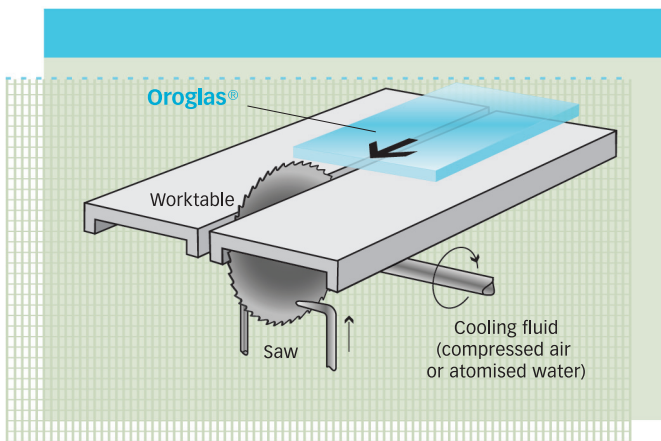 Oroglas®
Worktable
Saw
Cooling fluid
(compressed air
or atomised water)